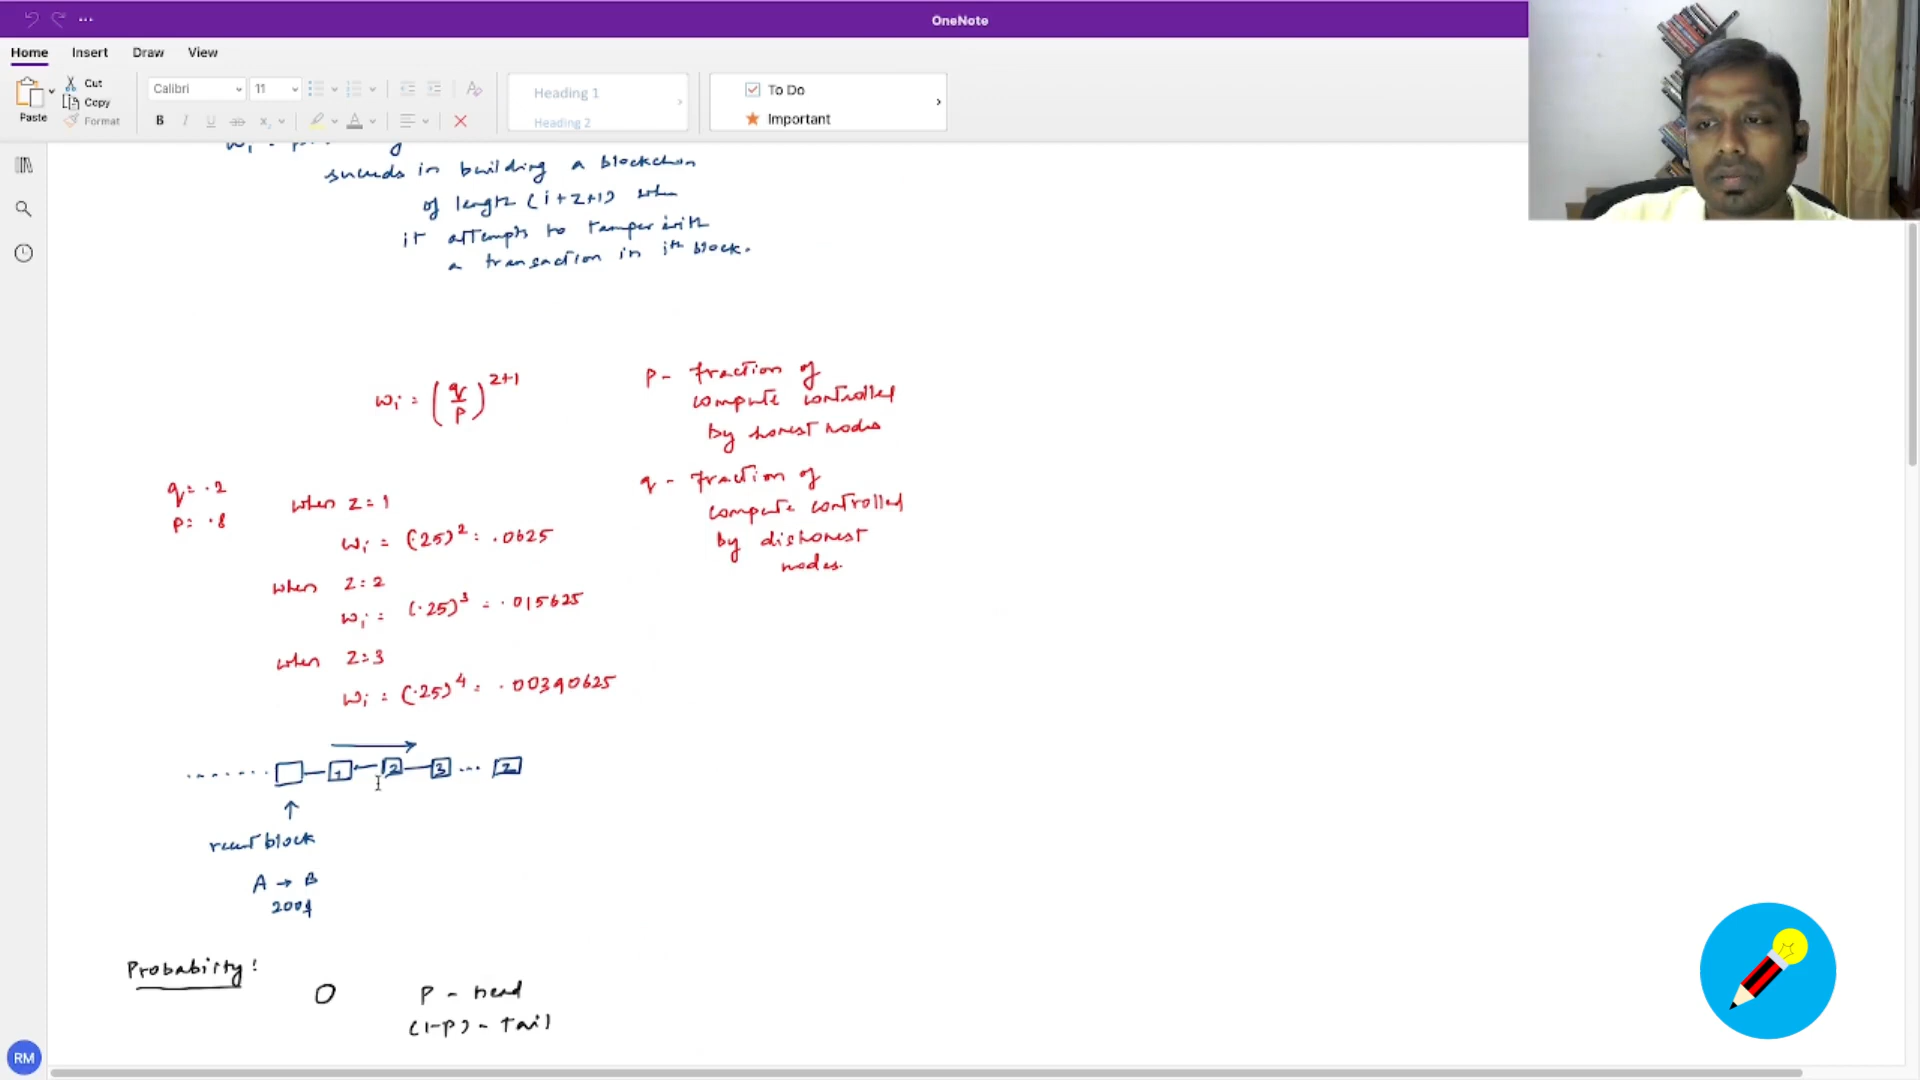 OneNote
Home Insert Draw View
Paste
Cut
Copy
Format
Calibri 11
B I U ab x
A
Heading 1
Heading 2
To Do
Important
succeeds in building a blockchain
of length (i+z+1) when
it attempts to tamper with
a transaction in ith block.
wi = (q/p)^z+1
p - fraction of
compute controlled
by honest nodes
q - fraction of
compute controlled
by dishonest
nodes.
q = .2
p = .8
when z = 1
wi = (.25)^2 = .0625
when z = 2
wi = (.25)^3 = .015625
when z = 3
wi = (.25)^4 = .00390625
1 2 3 ... z
recent block
A → B
200$
Probability:
P - head
(1-P) - tail
RM